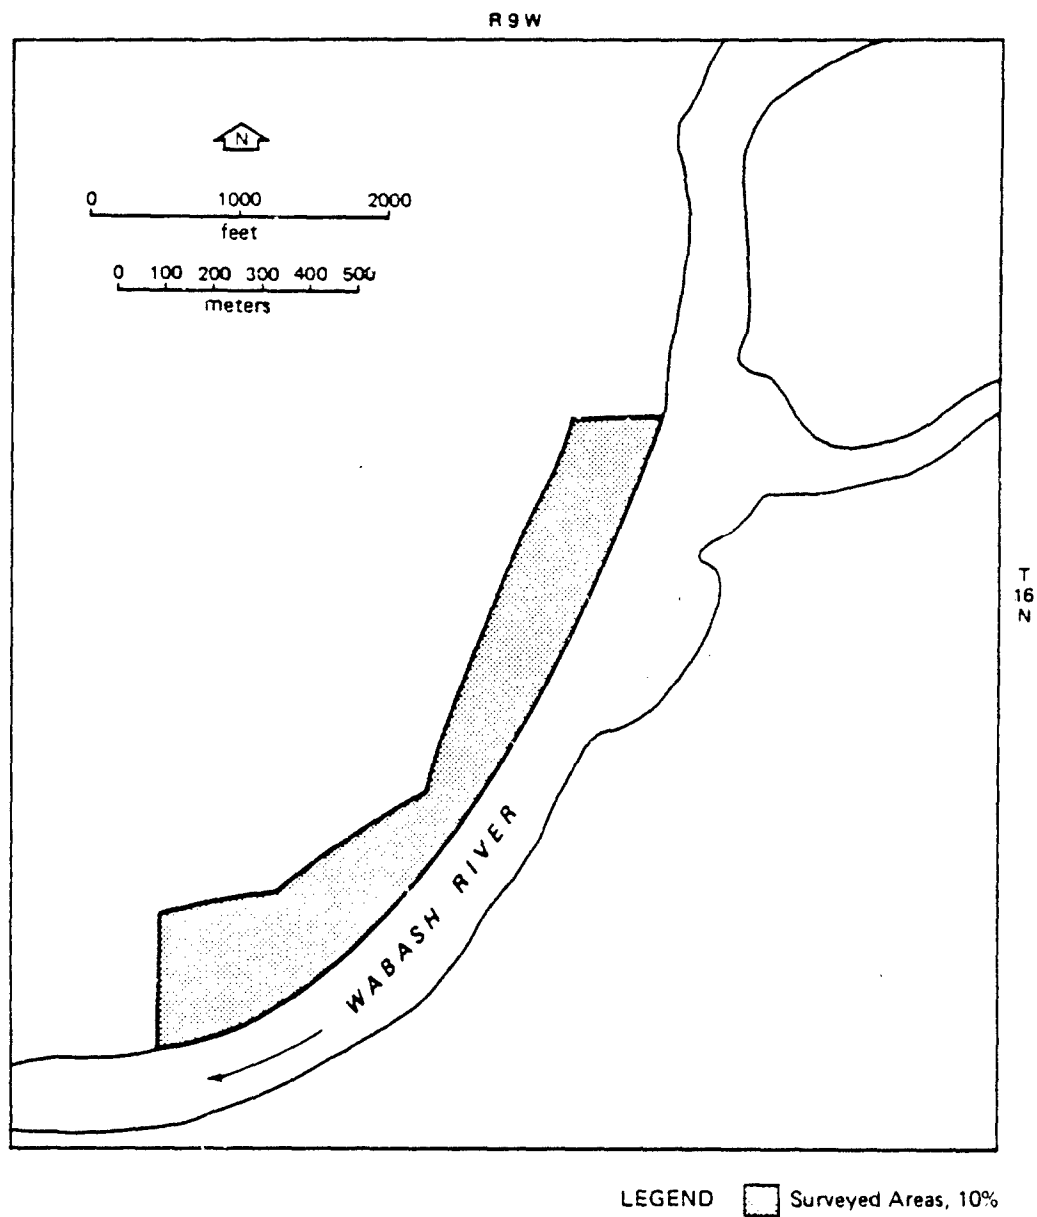 R 9 W
N
0 1000 2000
feet
0 100 200 300 400 500
meters
T
16
N
WABASH RIVER
LEGEND Surveyed Areas, 10%